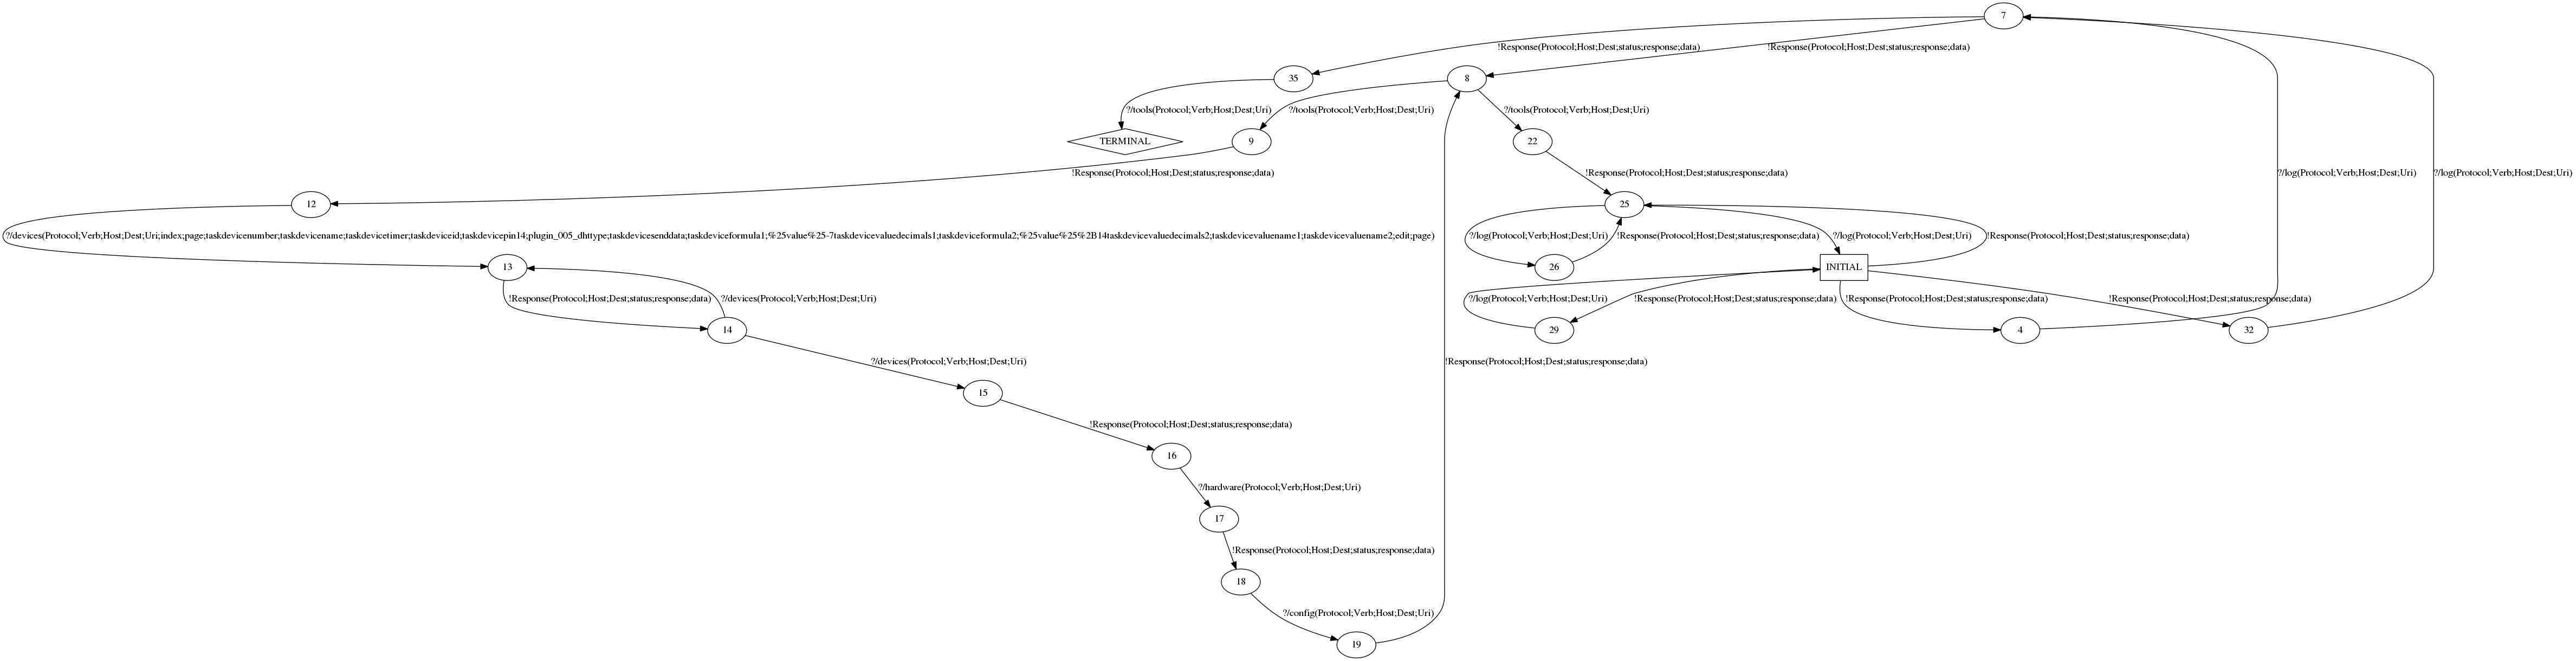 7
!Response(Protocol;Host;Dest;status;response;data)
!Response(Protocol;Host;Dest;status;response;data)
35
8
?/tools(Protocol;Verb;Host;Dest;Uri)
?/tools(Protocol;Verb;Host;Dest;Uri)
?/tools(Protocol;Verb;Host;Dest;Uri)
TERMINAL
9
22
!Response(Protocol;Host;Dest;status;response;data)
!Response(Protocol;Host;Dest;status;response;data)
?/log(Protocol;Verb;Host;Dest;Uri)
?/log(Protocol;Verb;Host;Dest;Uri)
12
25
?/devices(Protocol;Verb;Host;Dest;Uri;index;page;taskdevicenumber;taskdevicename;taskdevicetimer;taskdeviceid;taskdevicepin14;plugin_005_dhttype;taskdevicesenddata;taskdeviceformula1;%25value%25-7taskdevicevaluedecimals1;taskdeviceformula2;%25value%25%2B14taskdevicevaluedecimals2;taskdevicevaluename1;taskdevicevaluename2;edit;page)
?/log(Protocol;Verb;Host;Dest;Uri)
!Response(Protocol;Host;Dest;status;response;data)
?/log(Protocol;Verb;Host;Dest;Uri)
!Response(Protocol;Host;Dest;status;response;data)
13
26
INITIAL
!Response(Protocol;Host;Dest;status;response;data)
?/devices(Protocol;Verb;Host;Dest;Uri)
?/log(Protocol;Verb;Host;Dest;Uri)
!Response(Protocol;Host;Dest;status;response;data)
!Response(Protocol;Host;Dest;status;response;data)
!Response(Protocol;Host;Dest;status;response;data)
14
29
4
32
?/devices(Protocol;Verb;Host;Dest;Uri)
!Response(Protocol;Host;Dest;status;response;data)
15
!Response(Protocol;Host;Dest;status;response;data)
16
?/hardware(Protocol;Verb;Host;Dest;Uri)
17
!Response(Protocol;Host;Dest;status;response;data)
18
?/config(Protocol;Verb;Host;Dest;Uri)
19